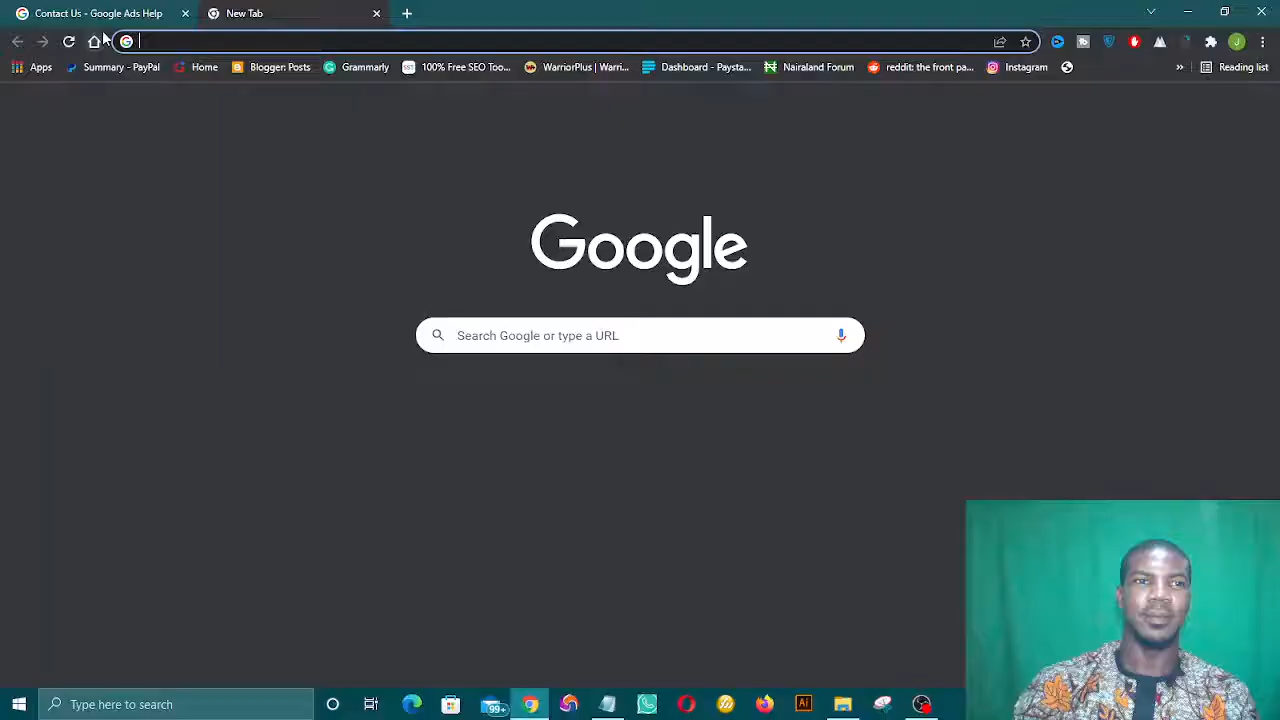 Contact Us - Google Ads Help
New Tab
Apps
Summary - PayPal
Home
Blogger: Posts
Grammarly
100% Free SEO Too...
WarriorPlus | Warri...
Dashboard - Paysta...
Nairaland Forum
reddit: the front pa...
Instagram
»
Reading list
J
Google
Search Google or type a URL
Type here to search
99+
Ai